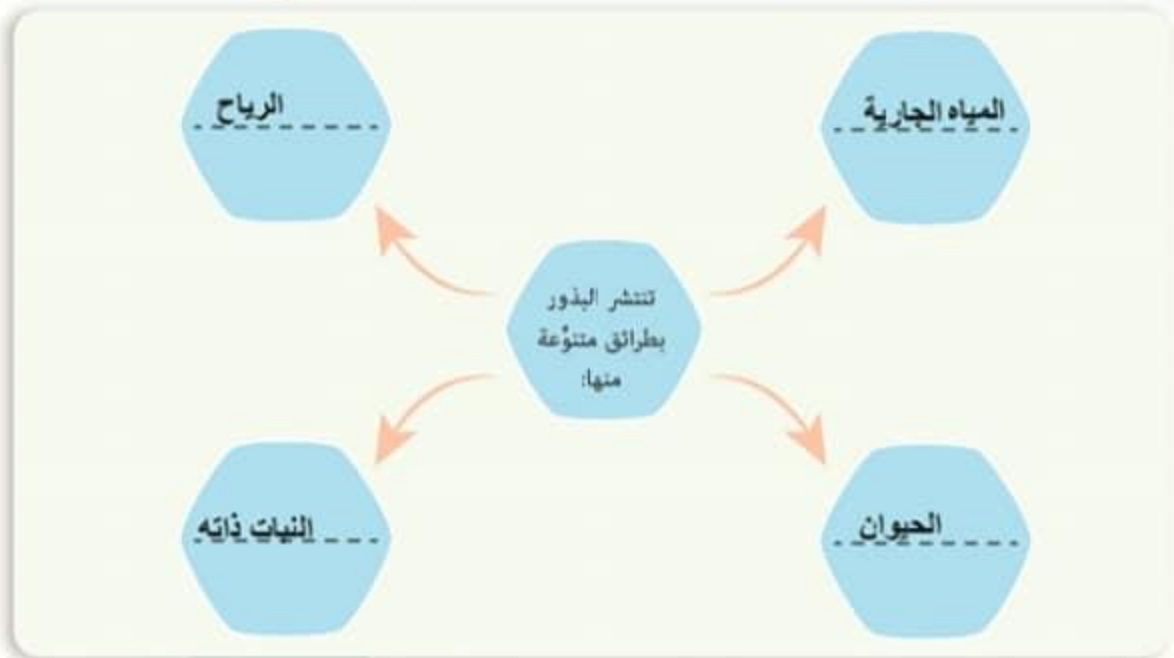 المياه الجارية
الرياح
تنتشر البذور
بطرائق متنوِّعة
منها:
الحيوان
النبات ذاته